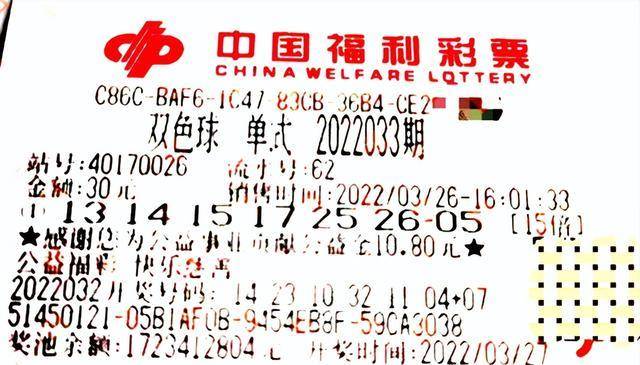 中国福利彩票
CHINA WELFARE LOTTERY
C86C-BAF6-1C47-83CB-36B4-CE2
双色球 单式 2022033期
站号:40170026 流水号:62
金额:30元 销售时间:2022/03/26-16:01:33
① 13 14 15 17 25 26-05 [15倍]
★感谢您为公益事业贡献公益金10.80元★
公益福彩 快乐慈善
2022032开奖号码: 14 23 10 32 11 04+07
51450121-05B1AF0B-9454EB8F-59CA3038
奖池余额:1723412804元 开奖时间:2022/03/27